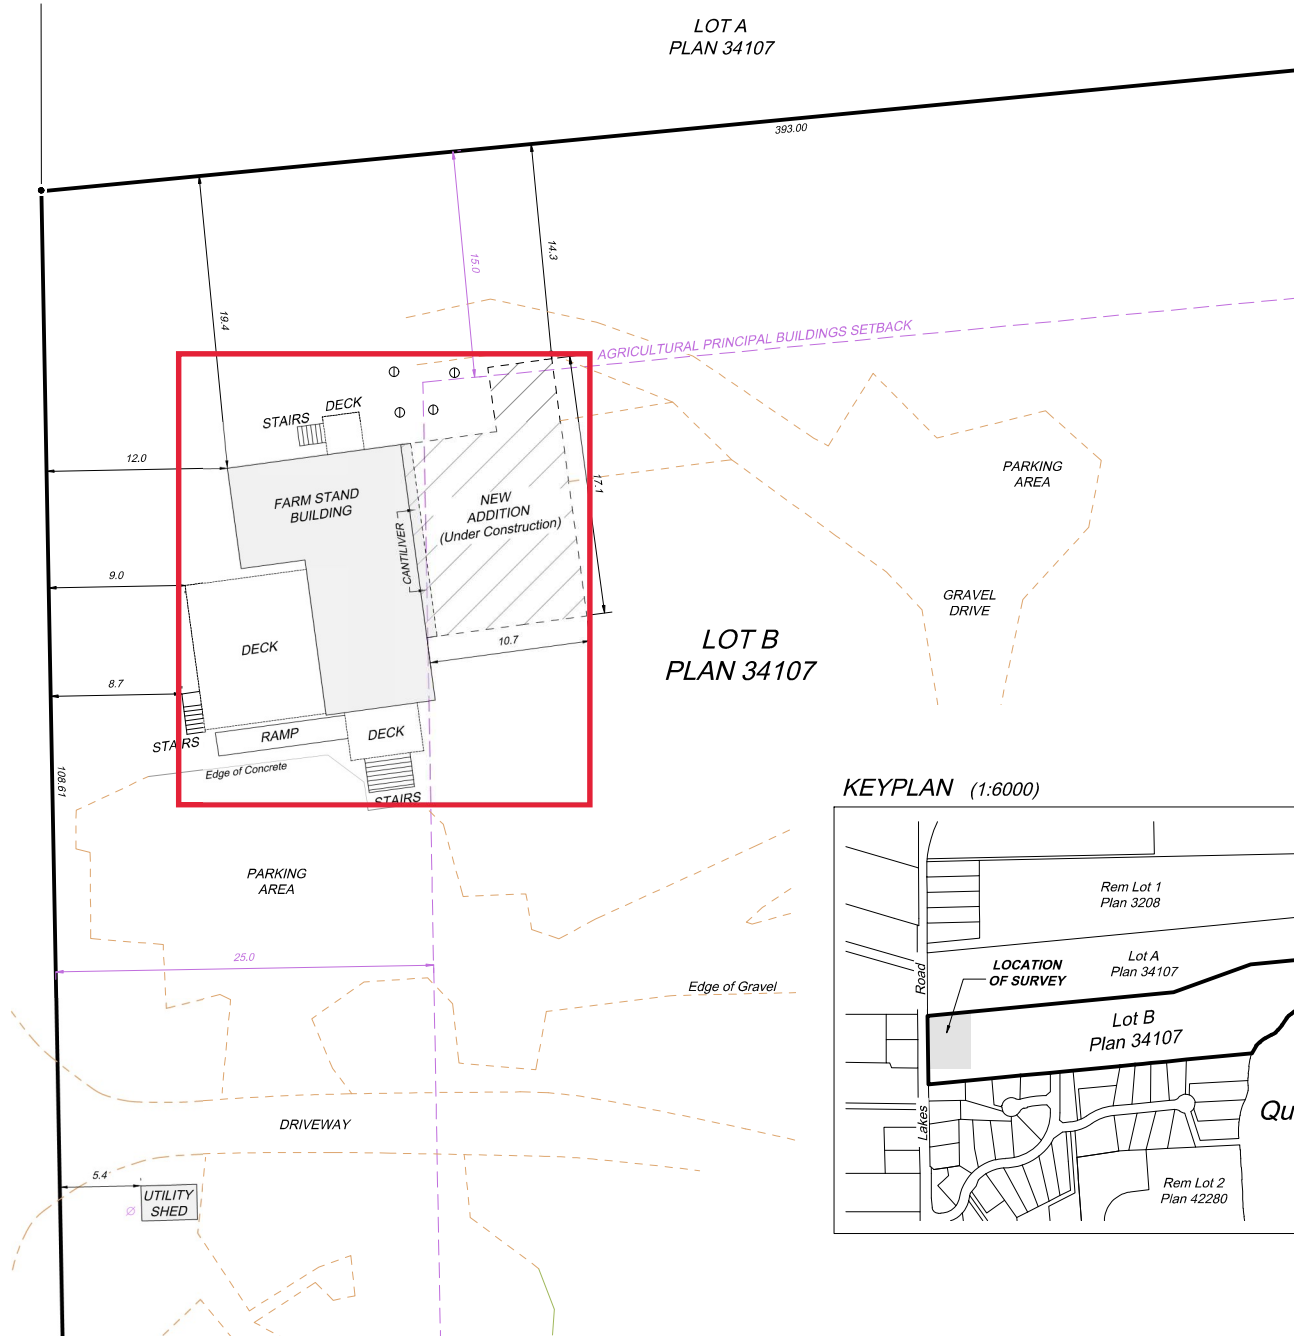 LOT A
PLAN 34107
393.00
14.3
15.0
19.4
AGRICULTURAL PRINCIPAL BUILDINGS SETBACK
DECK
STAIRS
12.0
FARM STAND
BUILDING
NEW
ADDITION
(Under Construction)
17.1
CANTILIVER
PARKING
AREA
9.0
GRAVEL
DRIVE
DECK
10.7
LOT B
PLAN 34107
8.7
STAIRS
RAMP
DECK
Edge of Concrete
STAIRS
108.61
PARKING
AREA
25.0
Edge of Gravel
DRIVEWAY
5.4
UTILITY
SHED
KEYPLAN (1:6000)
Rem Lot 1
Plan 3208
Lot A
Plan 34107
LOCATION
OF SURVEY
Road
Lot B
Plan 34107
Lakes
Qu
Rem Lot 2
Plan 42280